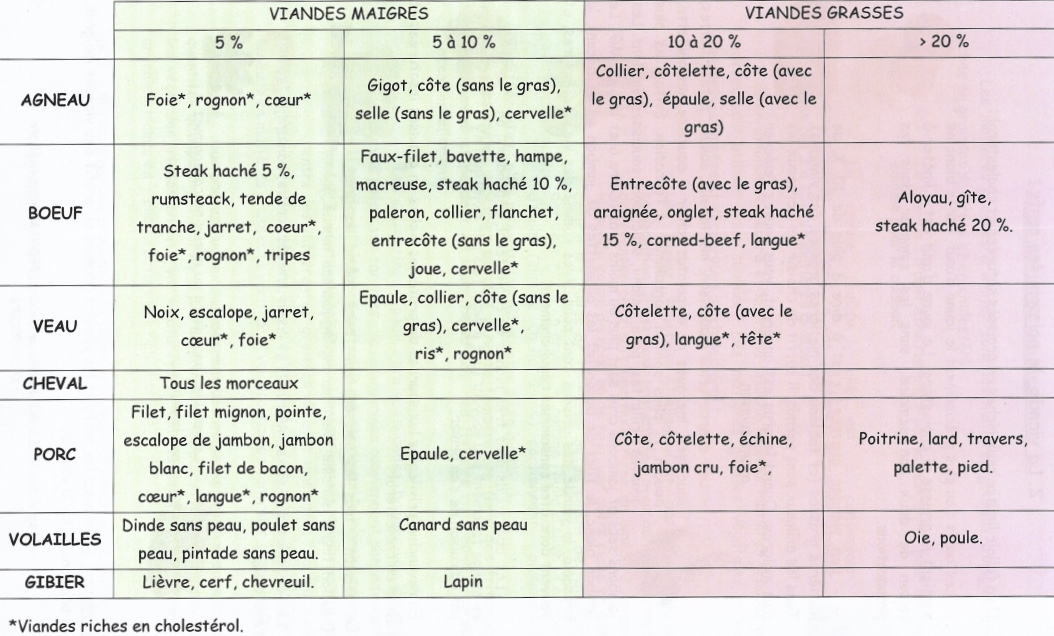 VIANDES MAIGRES
VIANDES GRASSES
5 %
5 à 10 %
10 à 20 %
> 20 %
AGNEAU
Foie*, rognon*, cœur*
Gigot, côte (sans le gras),
selle (sans le gras), cervelle*
Collier, côtelette, côte (avec
le gras), épaule, selle (avec le
gras)
BOEUF
Steak haché 5 %,
rumsteack, tende de
tranche, jarret, coeur*,
foie*, rognon*, tripes
Faux-filet, bavette, hampe,
macreuse, steak haché 10 %,
paleron, collier, flanchet,
entrecôte (sans le gras),
joue, cervelle*
Entrecôte (avec le gras),
araignée, onglet, steak haché
15 %, corned-beef, langue*
Aloyau, gîte,
steak haché 20 %.
VEAU
Noix, escalope, jarret,
cœur*, foie*
Epaule, collier, côte (sans le
gras), cervelle*,
ris*, rognon*
Côtelette, côte (avec le
gras), langue*, tête*
CHEVAL
Tous les morceaux
PORC
Filet, filet mignon, pointe,
escalope de jambon, jambon
blanc, filet de bacon,
cœur*, langue*, rognon*
Epaule, cervelle*
Côte, côtelette, échine,
jambon cru, foie*,
Poitrine, lard, travers,
palette, pied.
VOLAILLES
Dinde sans peau, poulet sans
peau, pintade sans peau.
Canard sans peau
Oie, poule.
GIBIER
Lièvre, cerf, chevreuil.
Lapin
*Viandes riches en cholestérol.